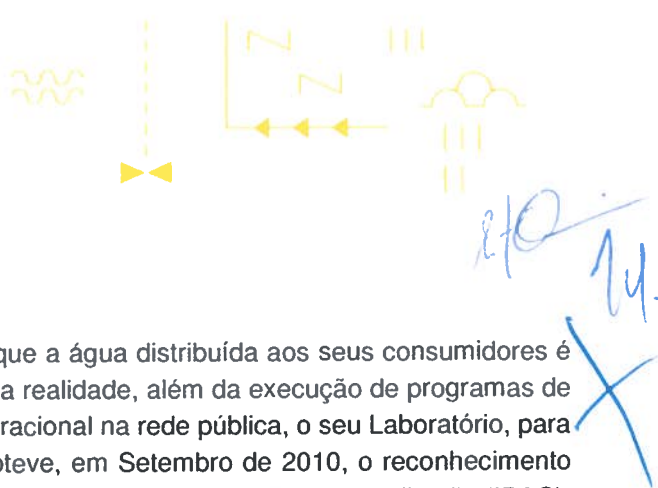 que a água distribuída aos seus consumidores é
a realidade, além da execução de programas de
racional na rede pública, o seu Laboratório, para
oteve, em Setembro de 2010, o reconhecimento